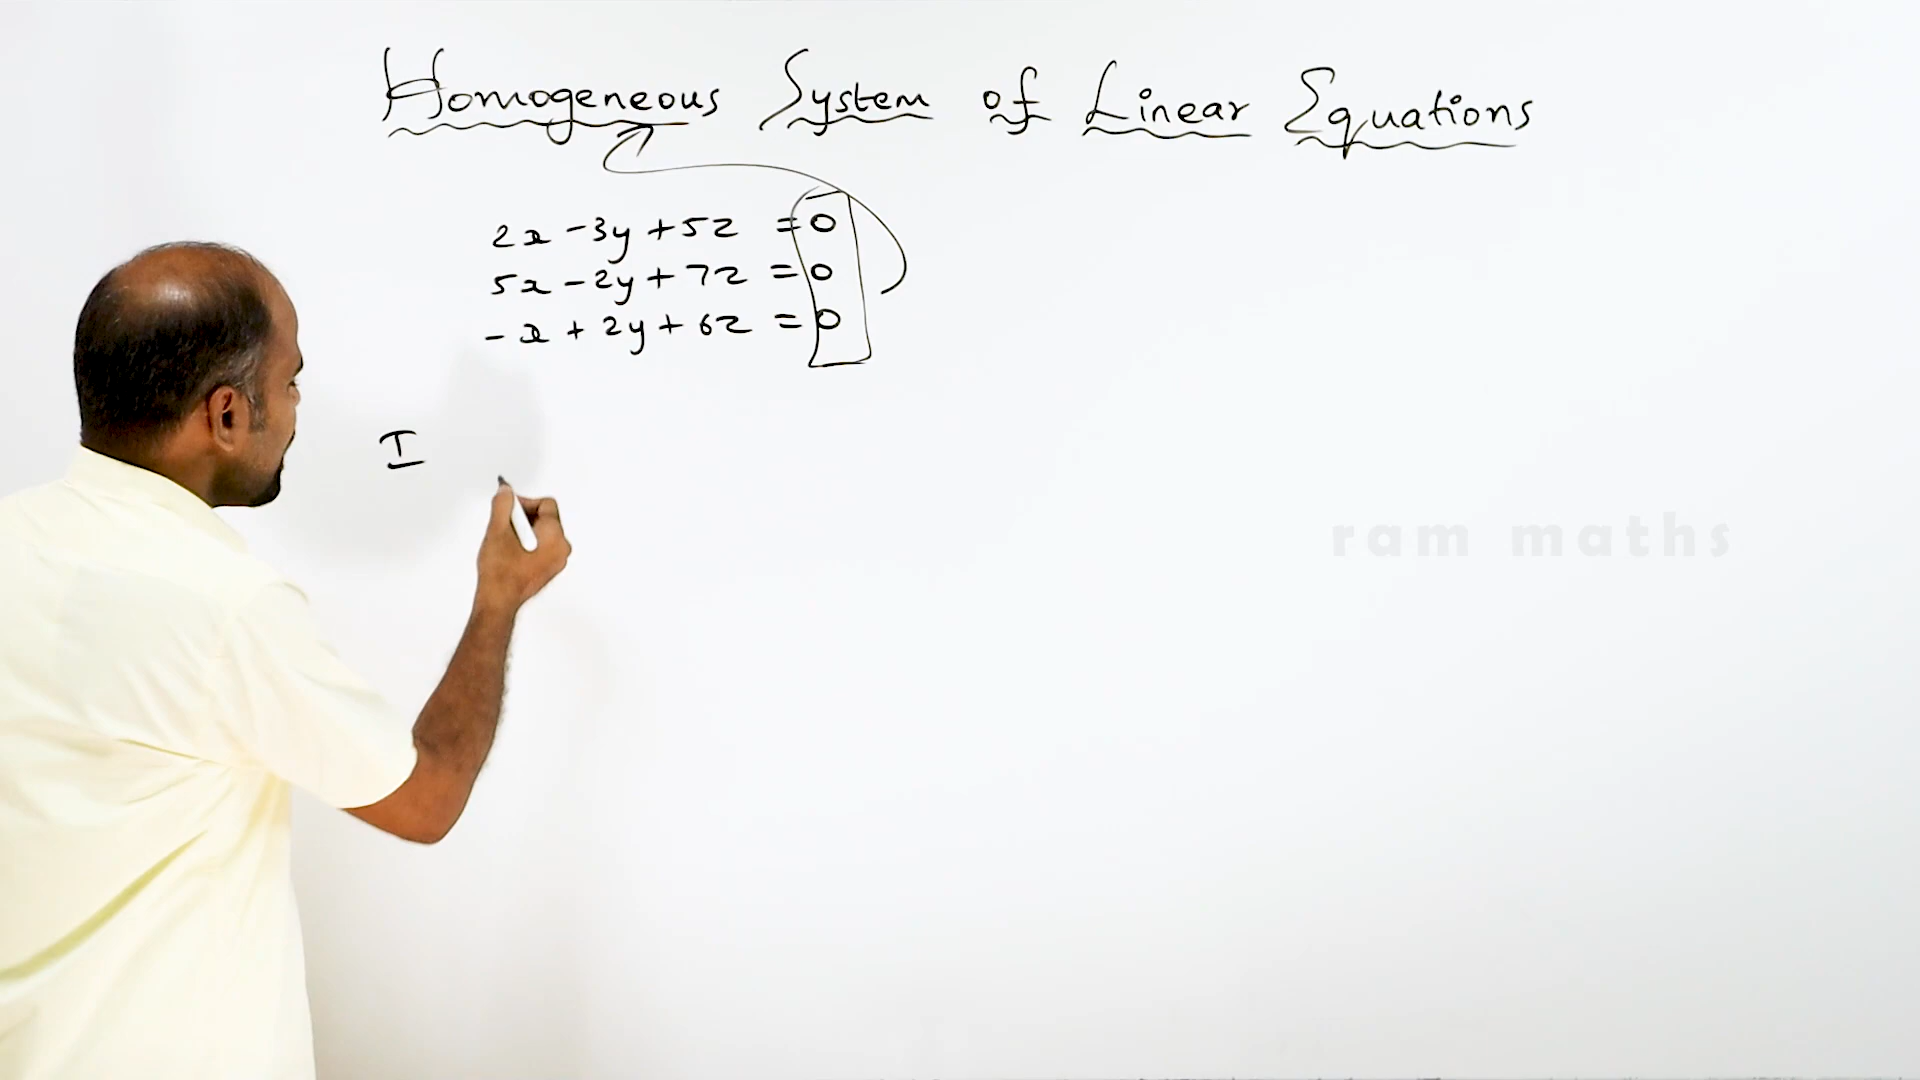 Homogeneous System of Linear Equations
2x - 3y + 5z = 0
5x - 2y + 7z = 0
- x + 2y + 6z = 0
I
ram maths